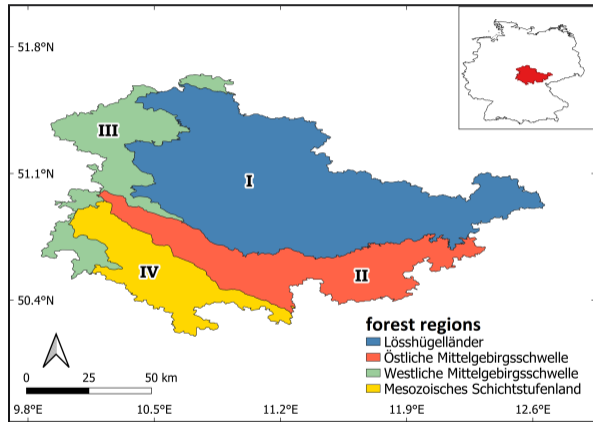 51.8°N
III
51.1°N
I
IV
II
50.4°N
forest regions
Lösshügelländer
Östliche Mittelgebirgsschwelle
Westliche Mittelgebirgsschwelle
Mesozoisches Schichtstufenland
0 25 50 km
9.8°E 10.5°E 11.2°E 11.9°E 12.6°E